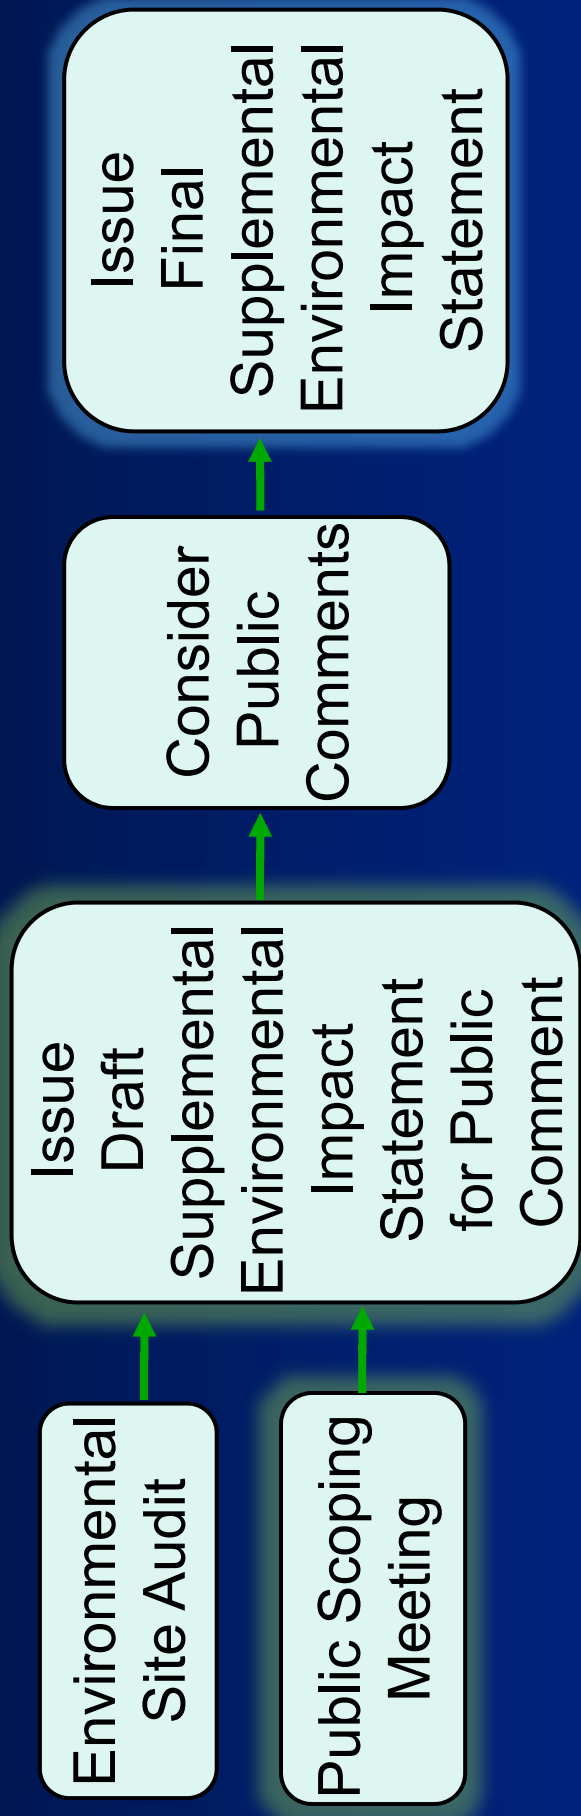 Environmental
Site Audit
Public Scoping
Meeting
Issue
Draft
Supplemental
Environmental
Impact
Statement
for Public
Comment
Consider
Public
Comments
Issue
Final
Supplemental
Environmental
Impact
Statement